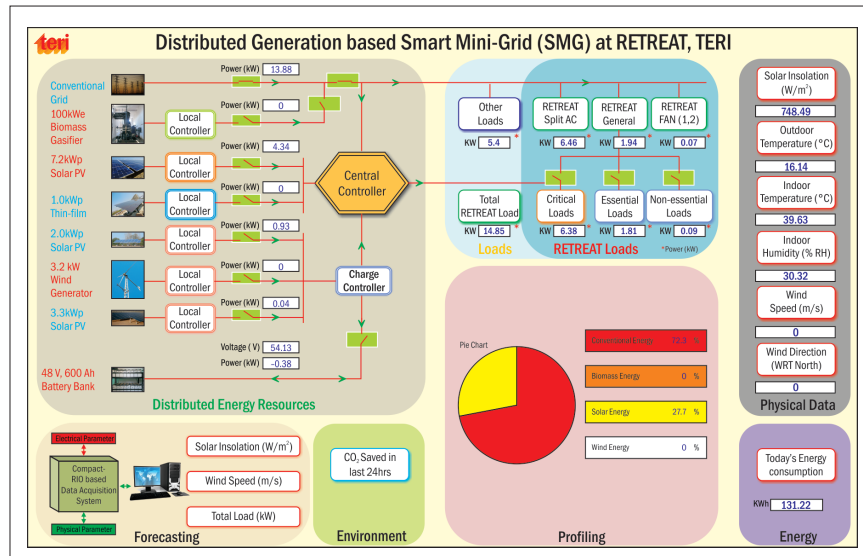 teri
Distributed Generation based Smart Mini-Grid (SMG) at RETREAT, TERI
Conventional
Grid
Power (kW) 13.88
100kWe
Biomass
Gasifier
Local
Controller
Power (kW) 0
7.2kWp
Solar PV
Local
Controller
Power (kW) 4.34
1.0kWp
Thin-film
Local
Controller
Power (kW) 0
2.0kWp
Solar PV
Local
Controller
Power (kW) 0.93
3.2 kW
Wind
Generator
Local
Controller
Power (kW) 0
3.3kWp
Solar PV
Local
Controller
Power (kW) 0.04
Voltage ( V) 54.13
Power (kW) -0.38
48 V, 600 Ah
Battery Bank
Central
Controller
Charge
Controller
Distributed Energy Resources
Other
Loads
KW 5.4 *
RETREAT
Split AC
KW 6.46 *
RETREAT
General
KW 1.94 *
RETREAT
FAN (1,2)
KW 0.07 *
Total
RETREAT Load
KW 14.85 *
Critical
Loads
KW 6.38 *
Essential
Loads
KW 1.81 *
Non-essential
Loads
KW 0.09 *
Loads
RETREAT Loads
*Power (kW)
Solar Insolation
(W/m²)
748.49
Outdoor
Temperature (°C)
16.14
Indoor
Temperature (°C)
39.63
Indoor
Humidity (% RH)
30.32
Wind
Speed (m/s)
0
Wind Direction
(WRT North)
0
Physical Data
Electrical Parameter
Compact-
RIO based
Data Acquisition
System
Physical Parameter
Solar Insolation (W/m²)
Wind Speed (m/s)
Total Load (kW)
Forecasting
CO₂ Saved in
last 24hrs
Environment
Pie Chart
Conventional Energy 72.3 %
Biomass Energy 0 %
Solar Energy 27.7 %
Wind Energy 0 %
Profiling
Today's Energy
consumption
KWh 131.22
Energy